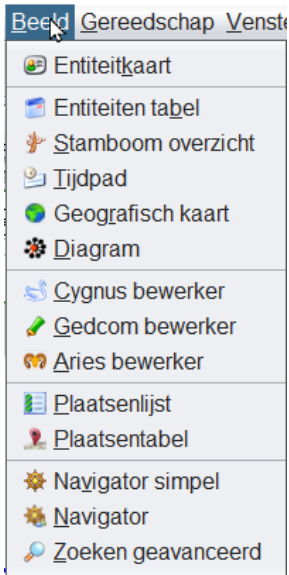 Beeld Gereedschap Venste
Entiteitkaart
Entiteiten tabel
Stamboom overzicht
Tijdpad
Geografisch kaart
Diagram
Cygnus bewerker
Gedcom bewerker
Aries bewerker
Plaatsenlijst
Plaatsentabel
Navigator simpel
Navigator
Zoeken geavanceerd